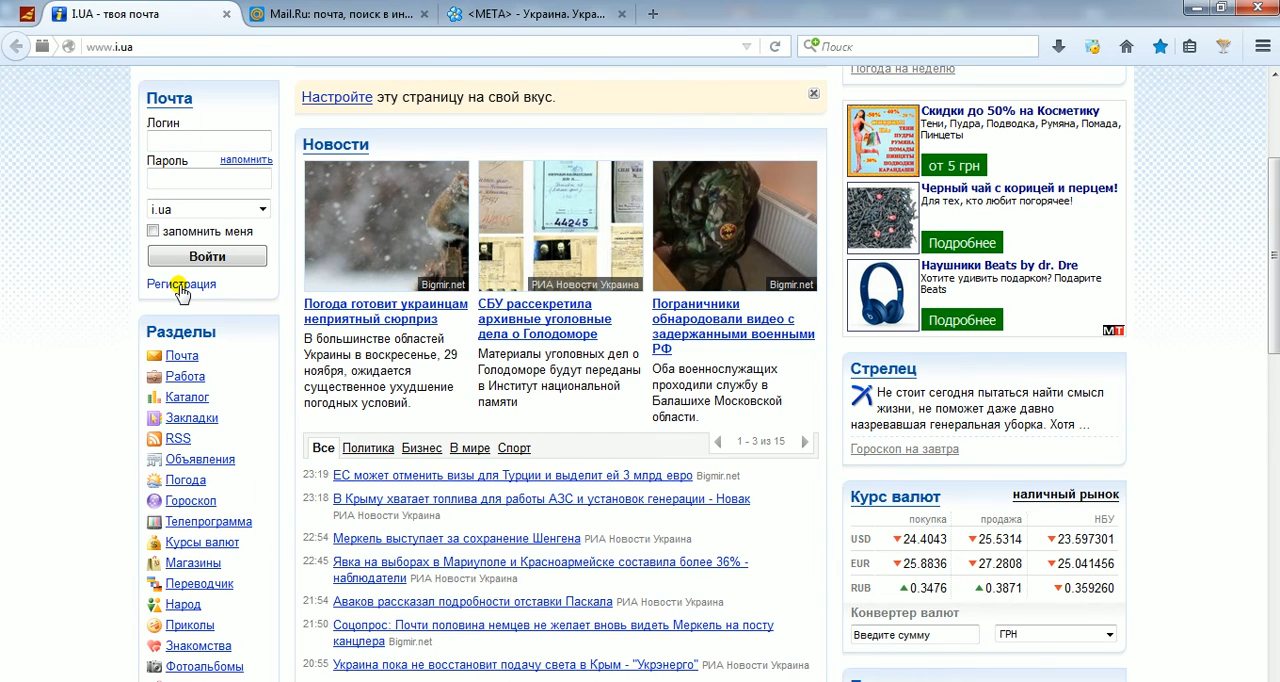 I.UA - твоя почта
Mail.Ru: почта, поиск в ин...
<META> - Украина. Укра...
www.i.ua
Поиск
Почта
Логин
Пароль напомнить
i.ua
запомнить меня
Войти
Регистрация
Разделы
Почта
Работа
Каталог
Закладки
RSS
Объявления
Погода
Гороскоп
Телепрограмма
Курсы валют
Магазины
Переводчик
Народ
Приколы
Знакомства
Фотоальбомы
Настройте эту страницу на свой вкус.
Новости
Bigmir.net
Погода готовит украинцам
неприятный сюрприз
В большинстве областей
Украины в воскресенье, 29
ноября, ожидается
существенное ухудшение
погодных условий.
44245
44245
РИА Новости Украина
СБУ рассекретила
архивные уголовные
дела о Голодоморе
Материалы уголовных дел о
Голодоморе будут переданы
в Институт национальной
памяти
Bigmir.net
Пограничники
обнародовали видео с
задержанными военными
РФ
Оба военнослужащих
проходили службу в
Балашихе Московской
области.
Все Политика Бизнес В мире Спорт
1 - 3 из 15
23:19 ЕС может отменить визы для Турции и выделит ей 3 млрд евро Bigmir.net
23:18 В Крыму хватает топлива для работы АЗС и установок генерации - Новак
РИА Новости Украина
22:54 Меркель выступает за сохранение Шенгена РИА Новости Украина
22:45 Явка на выборах в Мариуполе и Красноармейске составила более 36% -
наблюдатели РИА Новости Украина
21:54 Аваков рассказал подробности отставки Паскала РИА Новости Украина
21:50 Соцопрос: Почти половина немцев не желает вновь видеть Меркель на посту
канцлера Bigmir.net
20:55 Украина пока не восстановит подачу света в Крым - "Укрэнерго" РИА Новости Украина
Погода на неделю
Скидки до 50% на Косметику
Тени, Пудра, Подводка, Румяна, Помада,
Пинцеты
от 5 грн
Черный чай с корицей и перцем!
Для тех, кто любит погорячее!
Подробнее
Наушники Beats by dr. Dre
Хотите удивить подарком? Подарите
Beats
Подробнее
МТ
Стрелец
Не стоит сегодня пытаться найти смысл
жизни, не поможет даже давно
назревавшая генеральная уборка. Хотя ...
Гороскоп на завтра
Курс валют наличный рынок
покупка продажа НБУ
USD 24.4043 25.5314 23.597301
EUR 25.8836 27.2808 25.041456
RUB 0.3476 0.3871 0.359260
Конвертер валют
Введите сумму ГРН